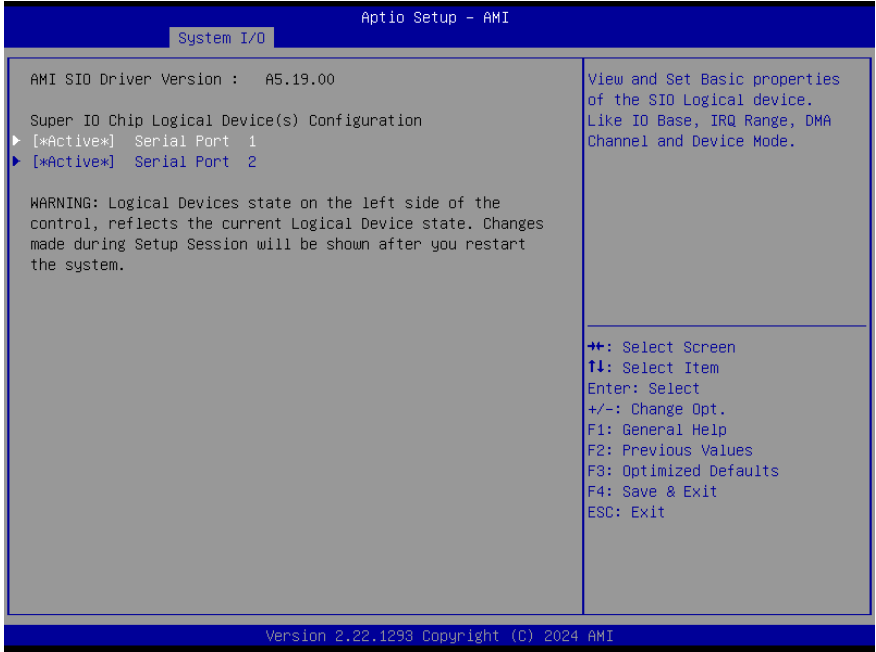 Aptio Setup – AMI
System I/O
AMI SIO Driver Version :   A5.19.00
Super IO Chip Logical Device(s) Configuration
[*Active*]  Serial Port  1
[*Active*]  Serial Port  2
WARNING: Logical Devices state on the left side of the
control, reflects the current Logical Device state. Changes
made during Setup Session will be shown after you restart
the system.
View and Set Basic properties
of the SIO Logical device.
Like IO Base, IRQ Range, DMA
Channel and Device Mode.
→←: Select Screen
↑↓: Select Item
Enter: Select
+/-: Change Opt.
F1: General Help
F2: Previous Values
F3: Optimized Defaults
F4: Save & Exit
ESC: Exit
Version 2.22.1293 Copyright (C) 2024 AMI